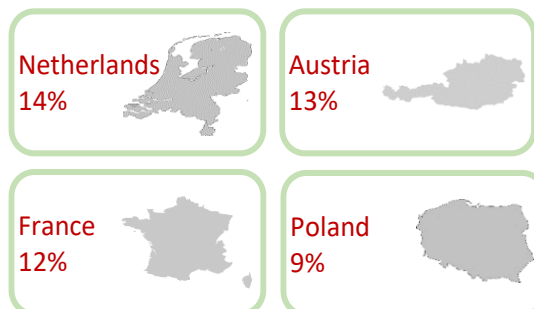 Netherlands
14%
Austria
13%
France
12%
Poland
9%